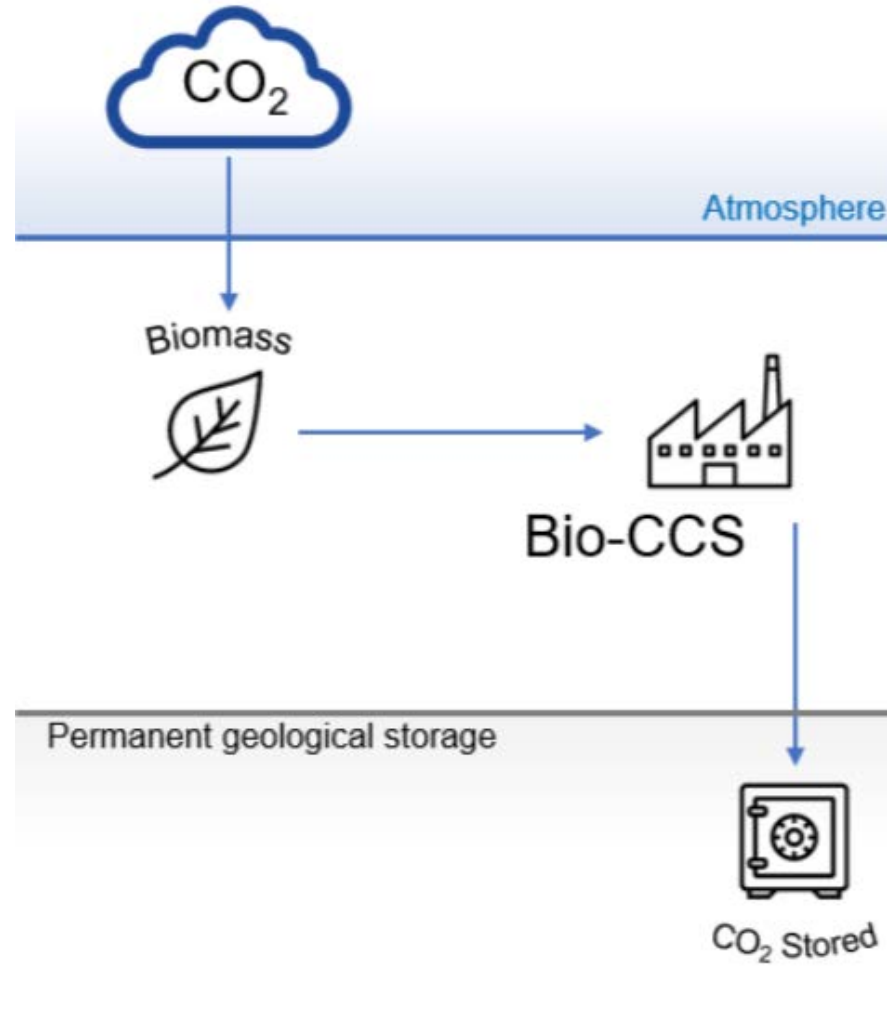 CO₂
Atmosphere
Biomass
Bio-CCS
Permanent geological storage
CO₂ Stored